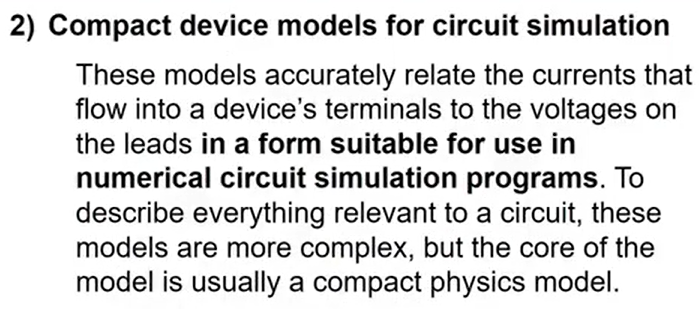 2) Compact device models for circuit simulation
These models accurately relate the currents that
flow into a device's terminals to the voltages on
the leads in a form suitable for use in
numerical circuit simulation programs. To
describe everything relevant to a circuit, these
models are more complex, but the core of the
model is usually a compact physics model.